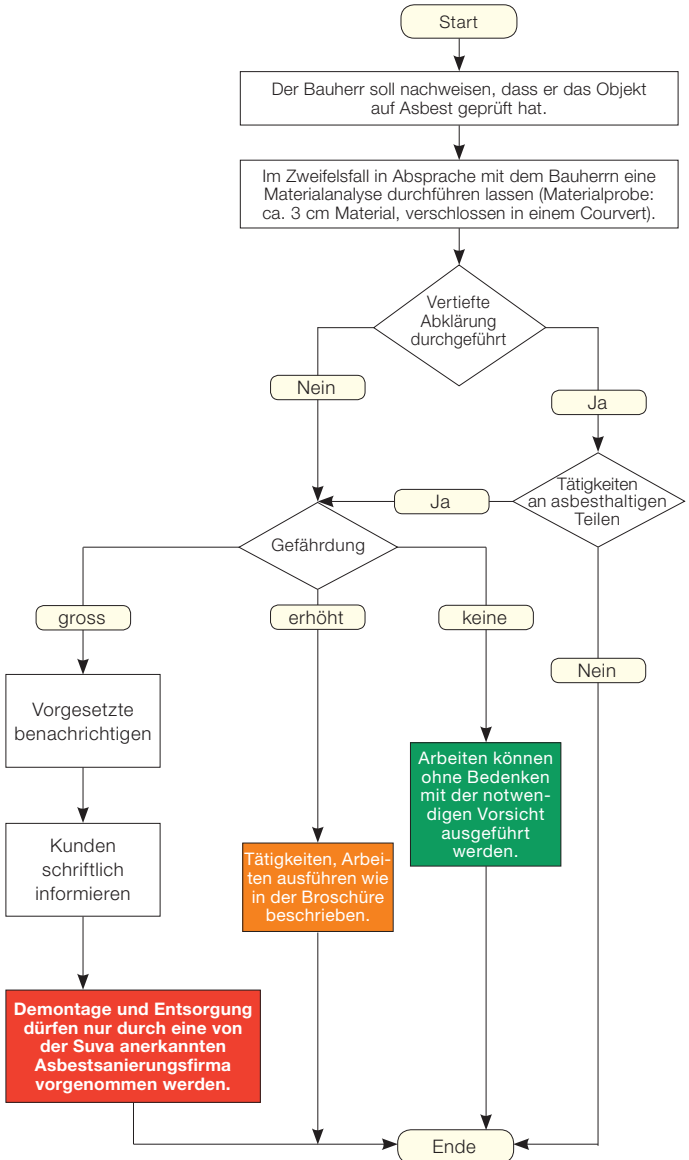 Start
Der Bauherr soll nachweisen, dass er das Objekt
auf Asbest geprüft hat.
Im Zweifelsfall in Absprache mit dem Bauherrn eine
Materialanalyse durchführen lassen (Materialprobe:
ca. 3 cm Material, verschlossen in einem Courvert).
Vertiefte
Abklärung
durchgeführt
Nein
Ja
Tätigkeiten
an asbesthaltigen
Teilen
Ja
Gefährdung
gross
erhöht
keine
Nein
Vorgesetzte
benachrichtigen
Arbeiten können
ohne Bedenken
mit der notwen-
digen Vorsicht
ausgeführt
werden.
Kunden
schriftlich
informieren
Tätigkeiten, Arbei-
ten ausführen wie
in der Broschüre
beschrieben.
Demontage und Entsorgung
dürfen nur durch eine von
der Suva anerkannten
Asbestsanierungsfirma
vorgenommen werden.
Ende